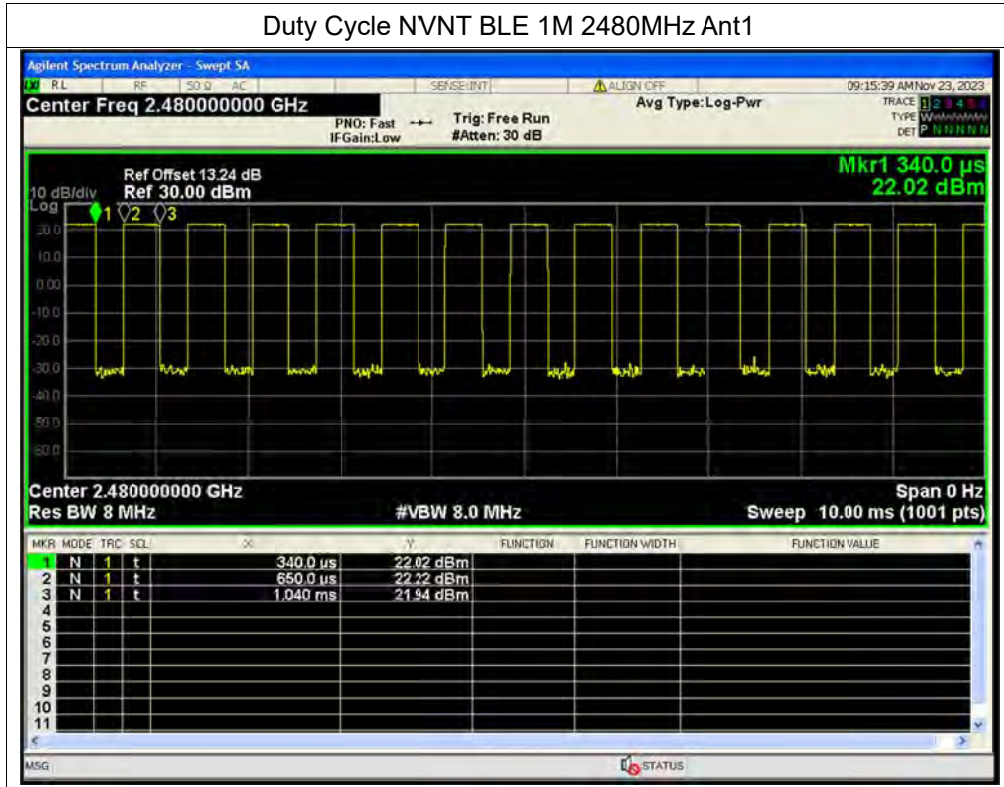 Duty Cycle NVNT BLE 1M 2480MHz Ant1
Agilent Spectrum Analyzer - Swept SA
RL RF 50 Ω AC SENSE:INT ALIGN OFF 09:15:39 AM Nov 23, 2023
Center Freq 2.480000000 GHz Avg Type:Log-Pwr TRACE 1 2 3 4 5 6
PNO: Fast Trig: Free Run TYPE W
IFGain:Low #Atten: 30 dB DET P N N N N N
Mkr1 340.0 µs
Ref Offset 13.24 dB
10 dB/div Ref 30.00 dBm 22.02 dBm
Log
1 2 3
10.0
0.00
-10.0
-20.0
-30.0
-40.0
-50.0
-60.0
Center 2.480000000 GHz Span 0 Hz
Res BW 8 MHz #VBW 8.0 MHz Sweep 10.00 ms (1001 pts)
MKR MODE TRC SCL X Y FUNCTION FUNCTION WIDTH FUNCTION VALUE
1 N 1 t 340.0 µs 22.02 dBm
2 N 1 t 650.0 µs 22.22 dBm
3 N 1 t 1.040 ms 21.94 dBm
4
5
6
7
8
9
10
11
MSG STATUS